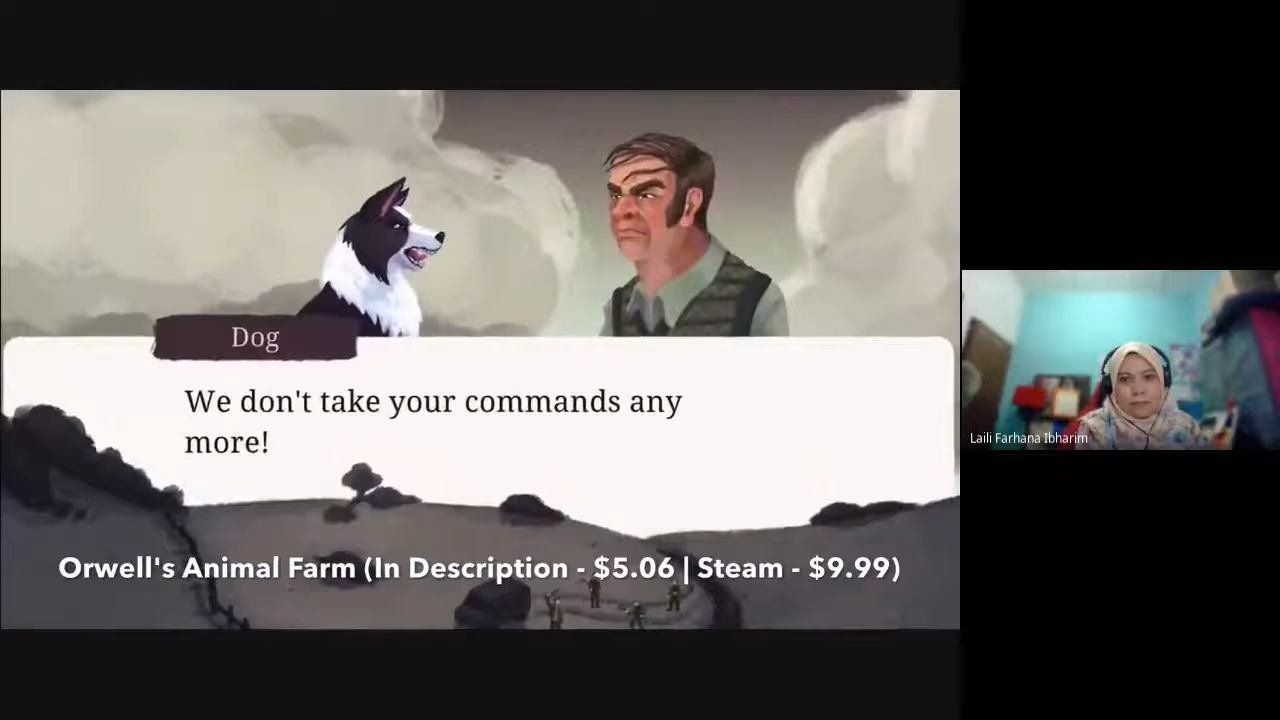 Dog
We don't take your commands any
more!
Orwell's Animal Farm (In Description - $5.06 | Steam - $9.99)
Laili Farhana Ibharim